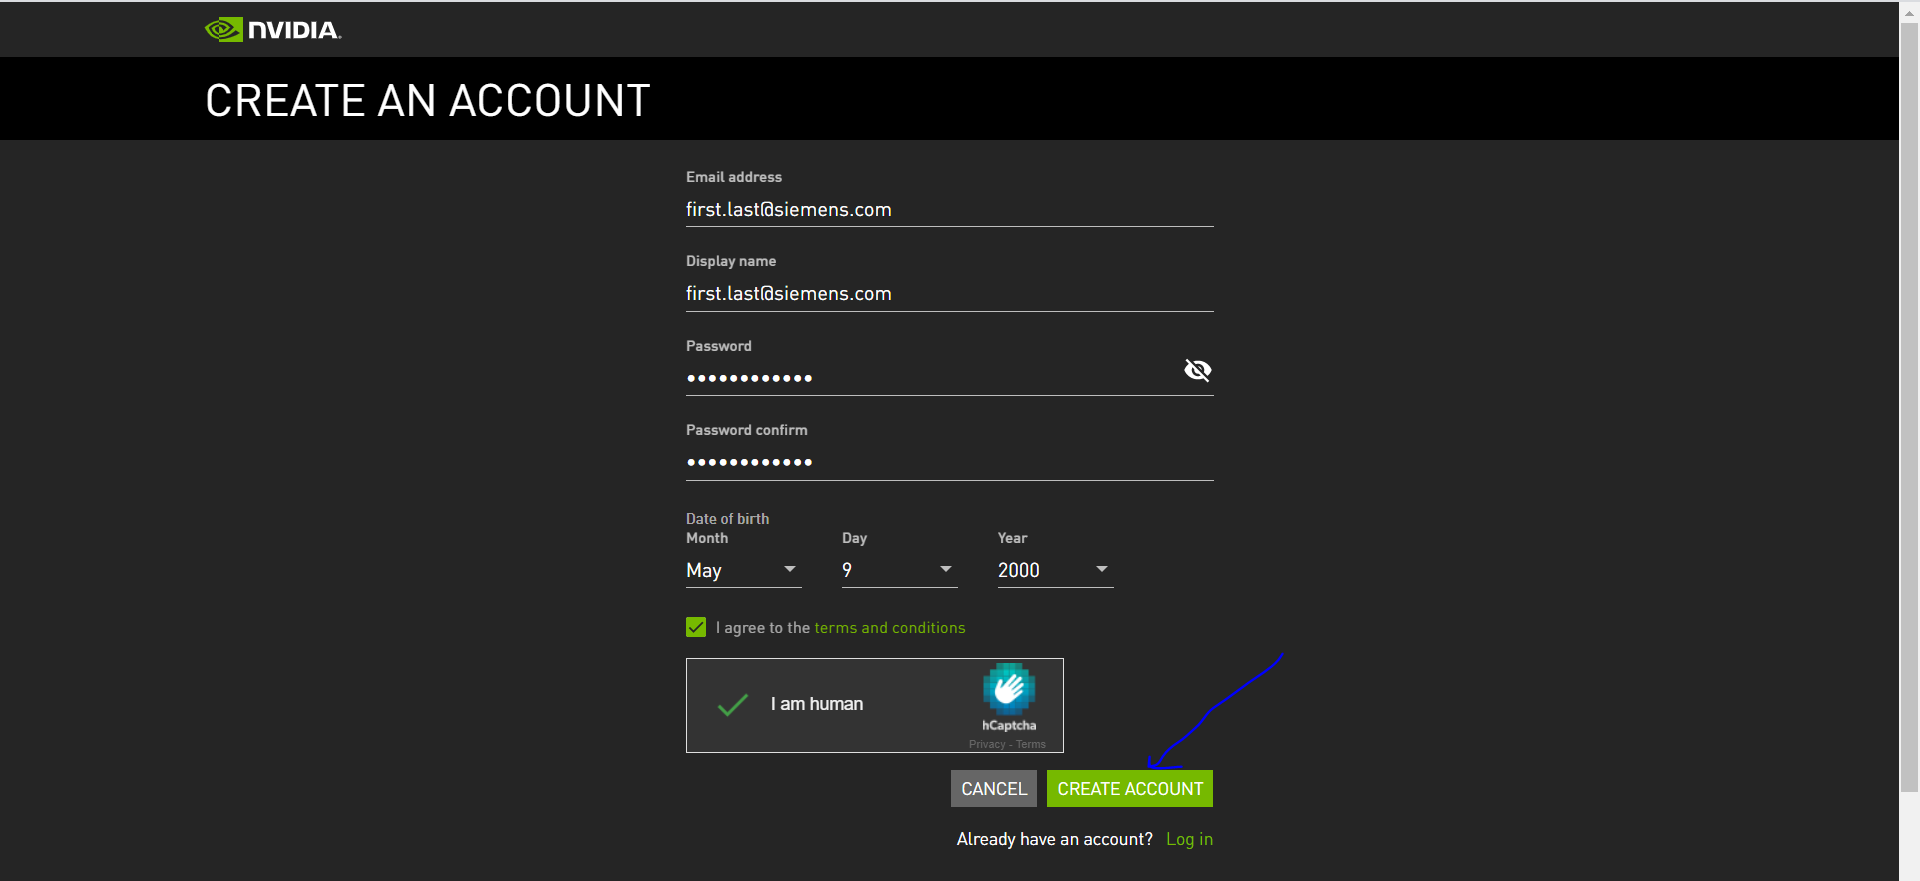 NVIDIA.
CREATE AN ACCOUNT
Email address
first.last@siemens.com
Display name
first.last@siemens.com
Password
••••••••••••
Password confirm
••••••••••••
Date of birth
Month Day Year
May 9 2000
I agree to the terms and conditions
I am human
hCaptcha
Privacy - Terms
CANCEL CREATE ACCOUNT
Already have an account? Log in